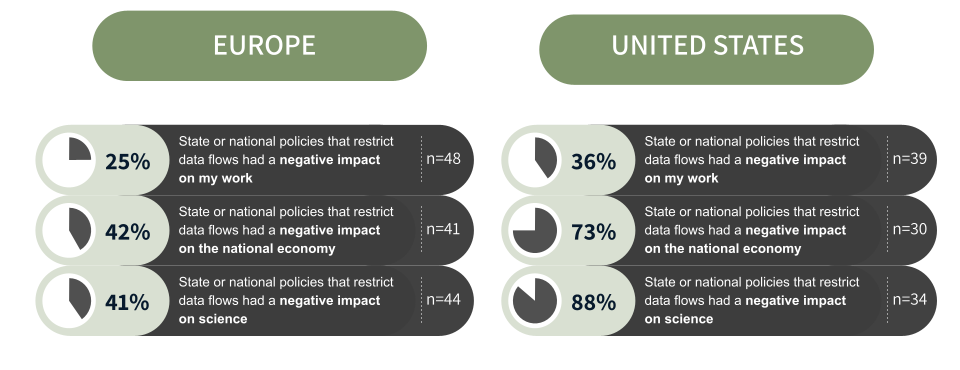 EUROPE
25%
State or national policies that restrict
data flows had a negative impact
on my work
n=48
42%
State or national policies that restrict
data flows had a negative impact
on the national economy
n=41
41%
State or national policies that restrict
data flows had a negative impact
on science
n=44
UNITED STATES
36%
State or national policies that restrict
data flows had a negative impact
on my work
n=39
73%
State or national policies that restrict
data flows had a negative impact
on the national economy
n=30
88%
State or national policies that restrict
data flows had a negative impact
on science
n=34